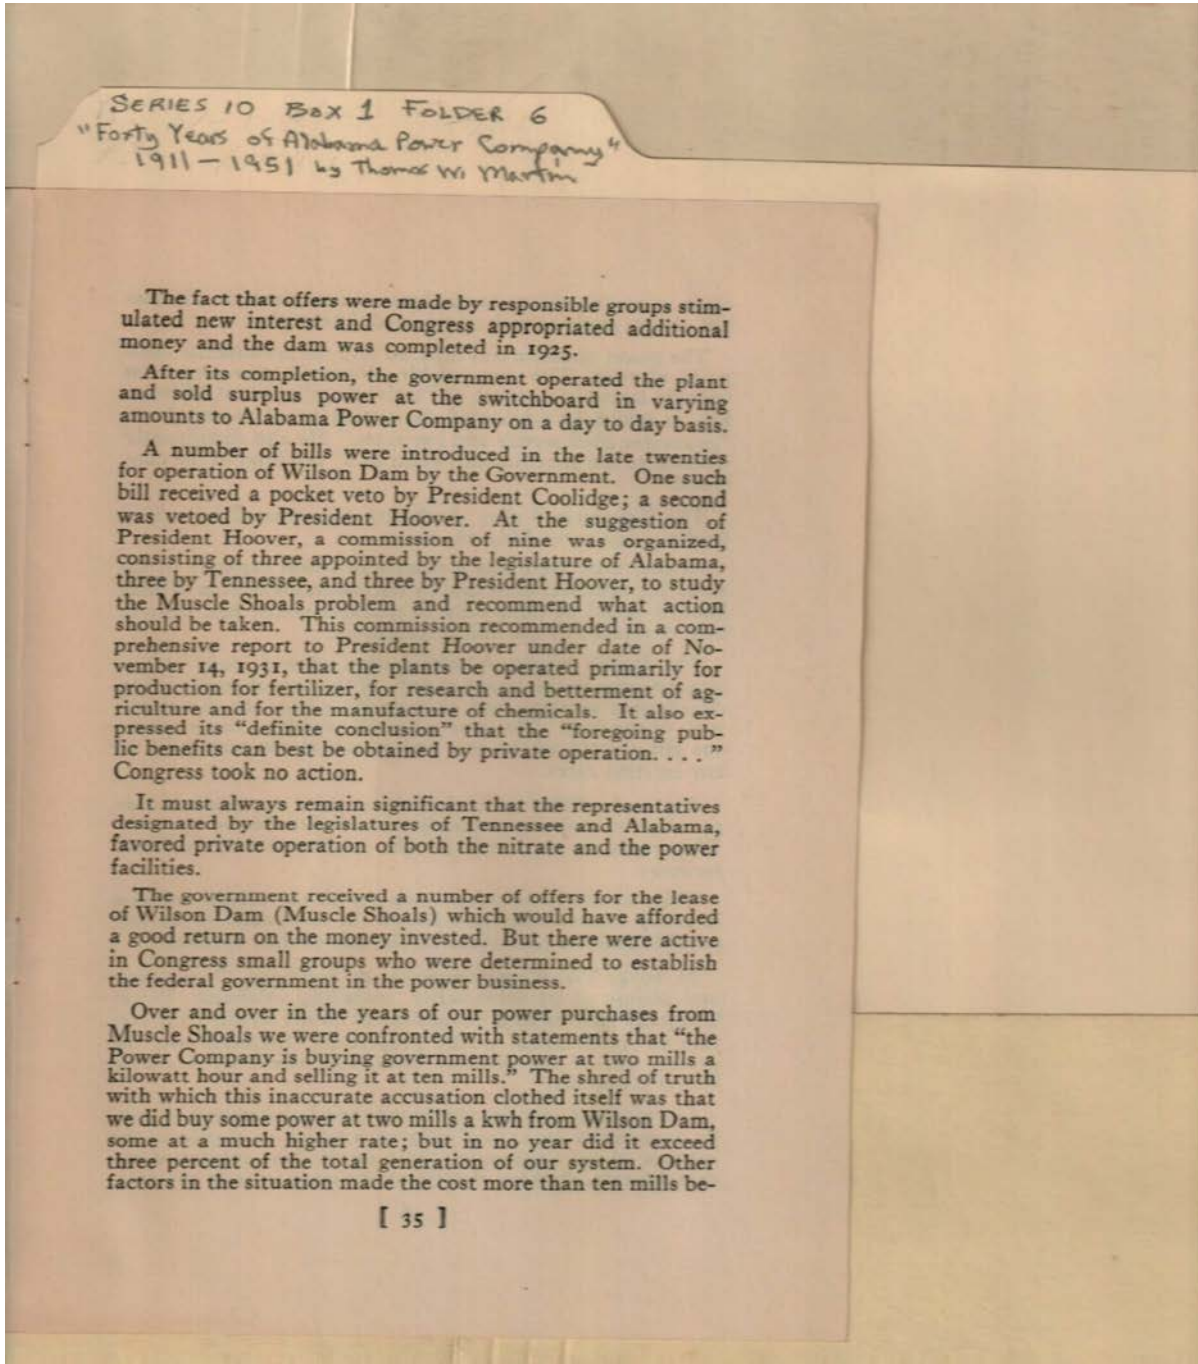 SERIES 10 BOX 1 FOLDER 6
"Forty Years of Alabama Power Company"
1911-1951 by Thomas W. Martin
The fact that offers were made by responsible groups stim-
ulated new interest and Congress appropriated additional
money and the dam was completed in 1925.
After its completion, the government operated the plant
and sold surplus power at the switchboard in varying
amounts to Alabama Power Company on a day to day basis.
A number of bills were introduced in the late twenties
for operation of Wilson Dam by the Government. One such
bill received a pocket veto by President Coolidge; a second
was vetoed by President Hoover. At the suggestion of
President Hoover, a commission of nine was organized,
consisting of three appointed by the legislature of Alabama,
three by Tennessee, and three by President Hoover, to study
the Muscle Shoals problem and recommend what action
should be taken. This commission recommended in a com-
prehensive report to President Hoover under date of No-
vember 14, 1931, that the plants be operated primarily for
production for fertilizer, for research and betterment of ag-
riculture and for the manufacture of chemicals. It also ex-
pressed its "definite conclusion" that the "foregoing pub-
lic benefits can best be obtained by private operation. . . . "
Congress took no action.
It must always remain significant that the representatives
designated by the legislatures of Tennessee and Alabama,
favored private operation of both the nitrate and the power
facilities.
The government received a number of offers for the lease
of Wilson Dam (Muscle Shoals) which would have afforded
a good return on the money invested. But there were active
in Congress small groups who were determined to establish
the federal government in the power business.
Over and over in the years of our power purchases from
Muscle Shoals we were confronted with statements that "the
Power Company is buying government power at two mills a
kilowatt hour and selling it at ten mills." The shred of truth
with which this inaccurate accusation clothed itself was that
we did buy some power at two mills a kwh from Wilson Dam,
some at a much higher rate; but in no year did it exceed
three percent of the total generation of our system. Other
factors in the situation made the cost more than ten mills be-
[ 35 ]